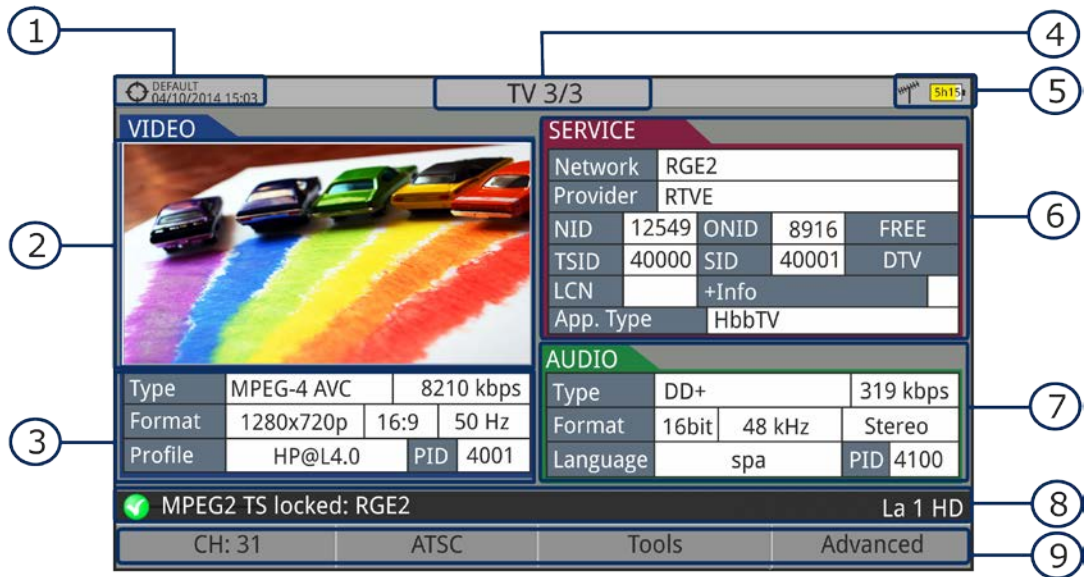 1
4
DEFAULT
04/10/2014 15:03
TV 3/3
5h15
5
VIDEO
SERVICE
Network RGE2
Provider RTVE
2
NID 12549 ONID 8916 FREE
6
TSID 40000 SID 40001 DTV
LCN +Info
App. Type HbbTV
AUDIO
Type MPEG-4 AVC 8210 kbps
Type DD+ 319 kbps
3
Format 1280x720p 16:9 50 Hz
Format 16bit 48 kHz Stereo
7
Profile HP@L4.0 PID 4001
Language spa PID 4100
MPEG2 TS locked: RGE2 La 1 HD
8
CH: 31 ATSC Tools Advanced
9